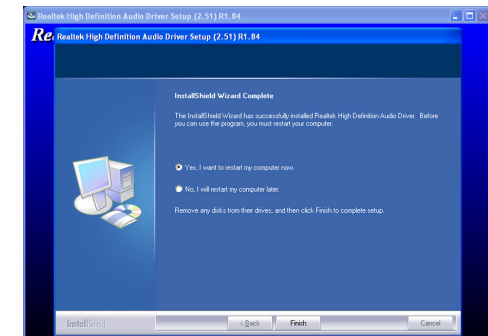 Realtek High Definition Audio Driver Setup (2.51) R1.84
Re
Realtek High Definition Audio Driver Setup (2.51) R1.84
InstallShield Wizard Complete
The InstallShield Wizard has successfully installed Realtek High Definition Audio Driver. Before
you can use the program, you must restart your computer.
Yes, I want to restart my computer now.
No, I will restart my computer later.
Remove any disks from their drives, and then click Finish to complete setup.
InstallShield
< Back
Finish
Cancel